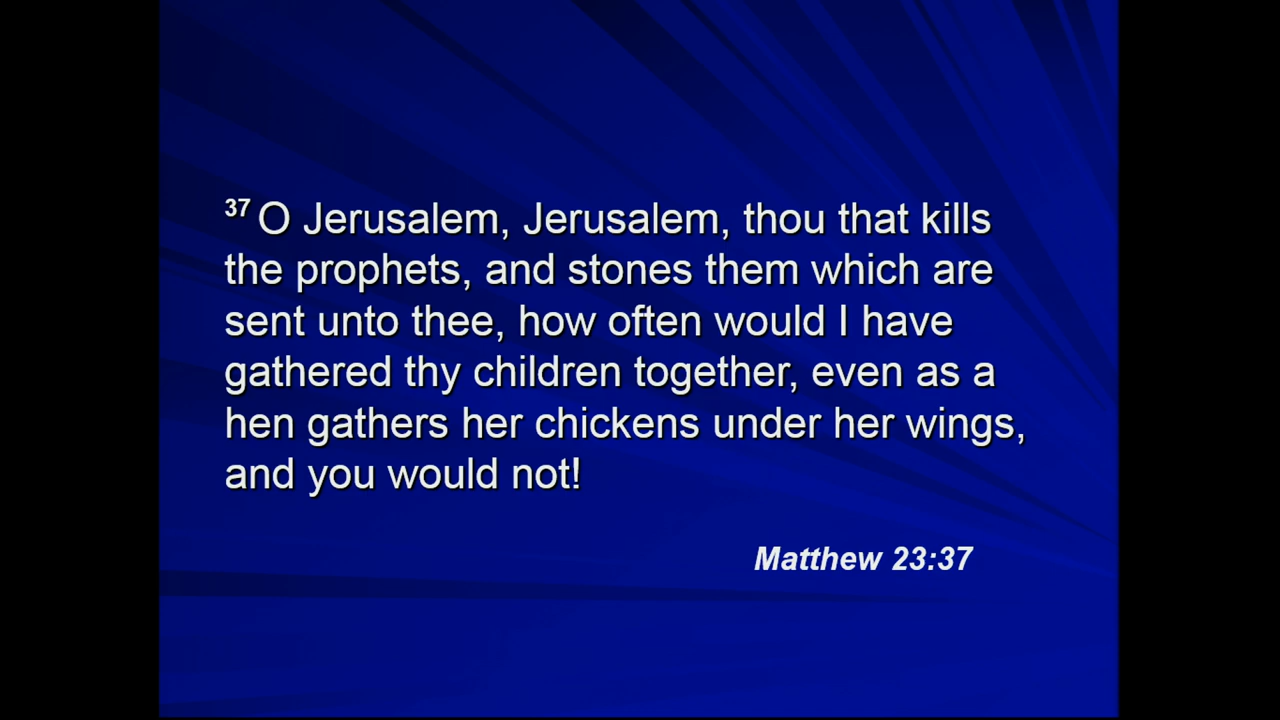 37 O Jerusalem, Jerusalem, thou that kills
the prophets, and stones them which are
sent unto thee, how often would I have
gathered thy children together, even as a
hen gathers her chickens under her wings,
and you would not!
Matthew 23:37